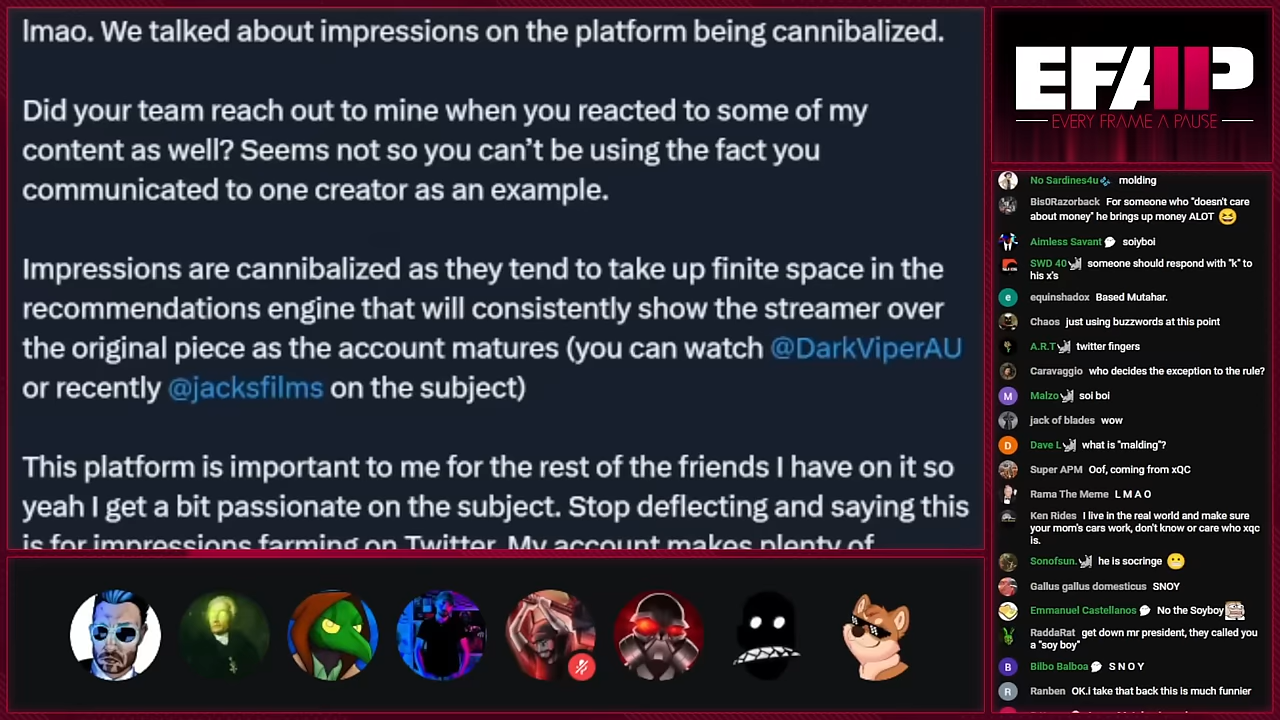 lmao. We talked about impressions on the platform being cannibalized.
Did your team reach out to mine when you reacted to some of my
content as well? Seems not so you can’t be using the fact you
communicated to one creator as an example.
Impressions are cannibalized as they tend to take up finite space in the
recommendations engine that will consistently show the streamer over
the original piece as the account matures (you can watch @DarkViperAU
or recently @jacksfilms on the subject)
This platform is important to me for the rest of the friends I have on it so
yeah I get a bit passionate on the subject. Stop deflecting and saying this
is for impressions farming on Twitter. My account makes plenty of
EFAP
EVERY FRAME A PAUSE
No Sardines4u molding
Bis0Razorback For someone who "doesn't care
about money" he brings up money ALOT
Aimless Savant soiyboi
SWD 40 someone should respond with "k" to
his x's
equinshadox Based Mutahar.
Chaos just using buzzwords at this point
A.R.T twitter fingers
Caravaggio who decides the exception to the rule?
Malzo soi boi
jack of blades wow
Dave L what is "malding"?
Super APM Oof, coming from xQC
Rama The Meme L M A O
Ken Rides I live in the real world and make sure
your mom's cars work, don't know or care who xqc
is.
Sonofsun. he is socringe
Gallus gallus domesticus SNOY
Emmanuel Castellanos No the Soyboy
RaddaRat get down mr president, they called you
a "soy boy"
Bilbo Balboa S N O Y
Ranben OK.i take that back this is much funnier